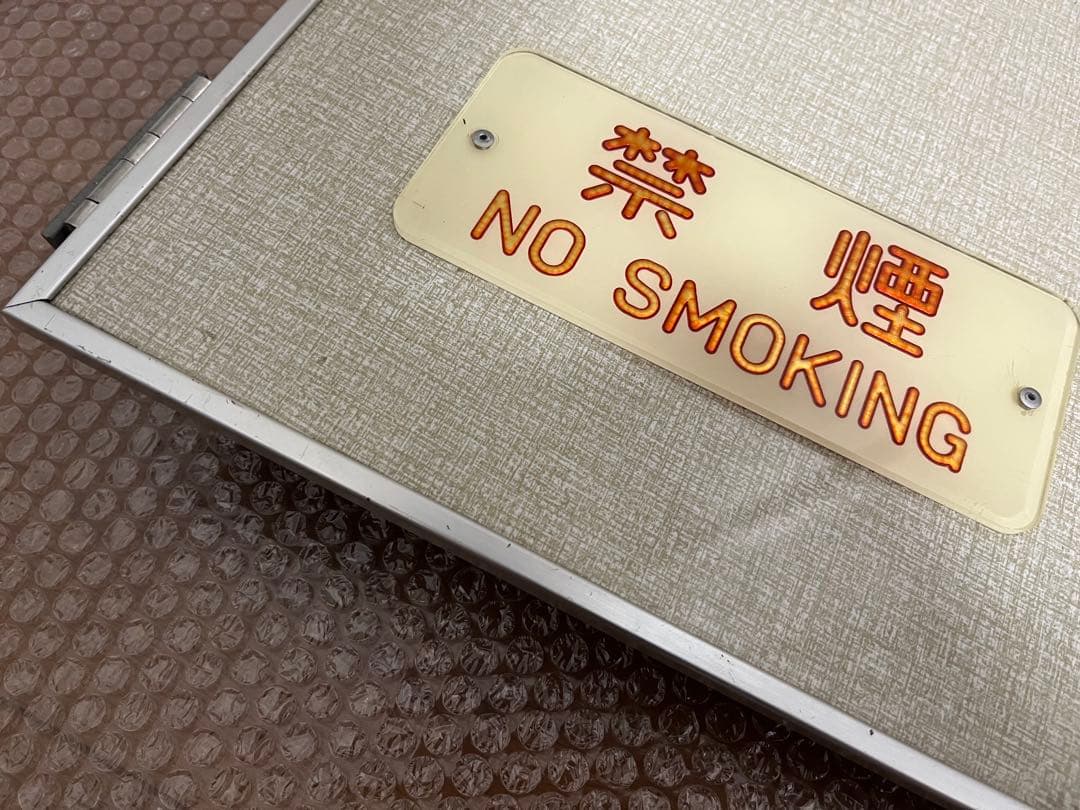 禁 煙
NO SMOKING